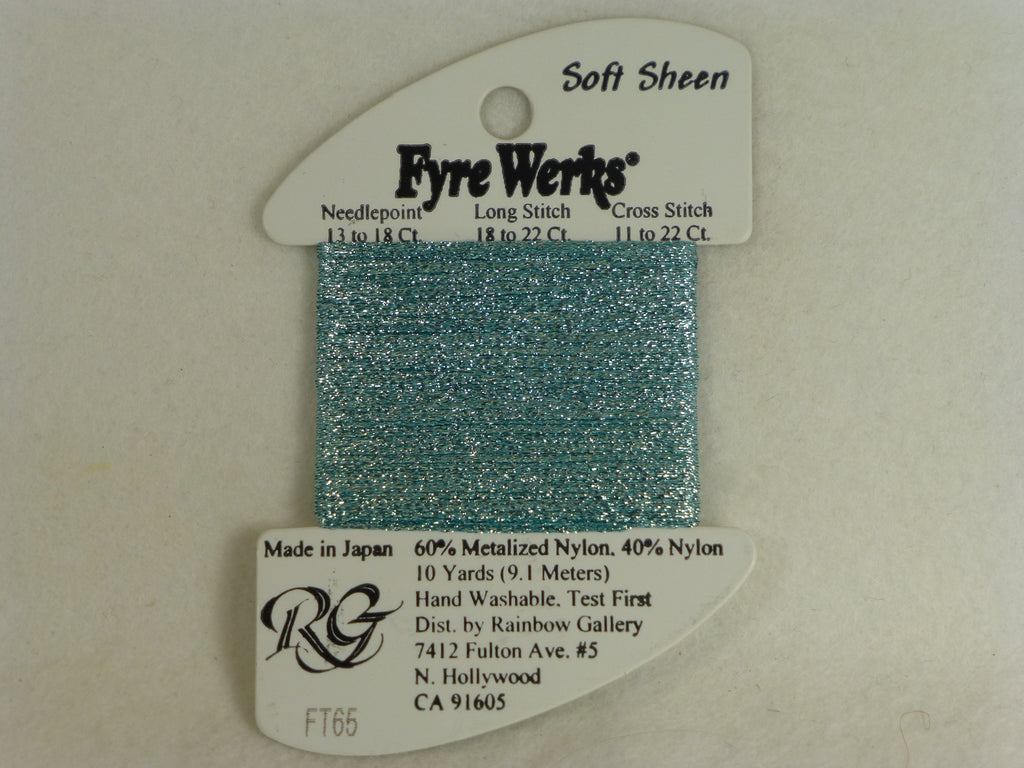 Soft Sheen
Fyre Werks®
Needlepoint Long Stitch Cross Stitch
13 to 18 Ct. 18 to 22 Ct. 11 to 22 Ct.
Made in Japan 60% Metalized Nylon, 40% Nylon
10 Yards (9.1 Meters)
Hand Washable. Test First
Dist. by Rainbow Gallery
RG
7412 Fulton Ave. #5
N. Hollywood
CA 91605
FT65